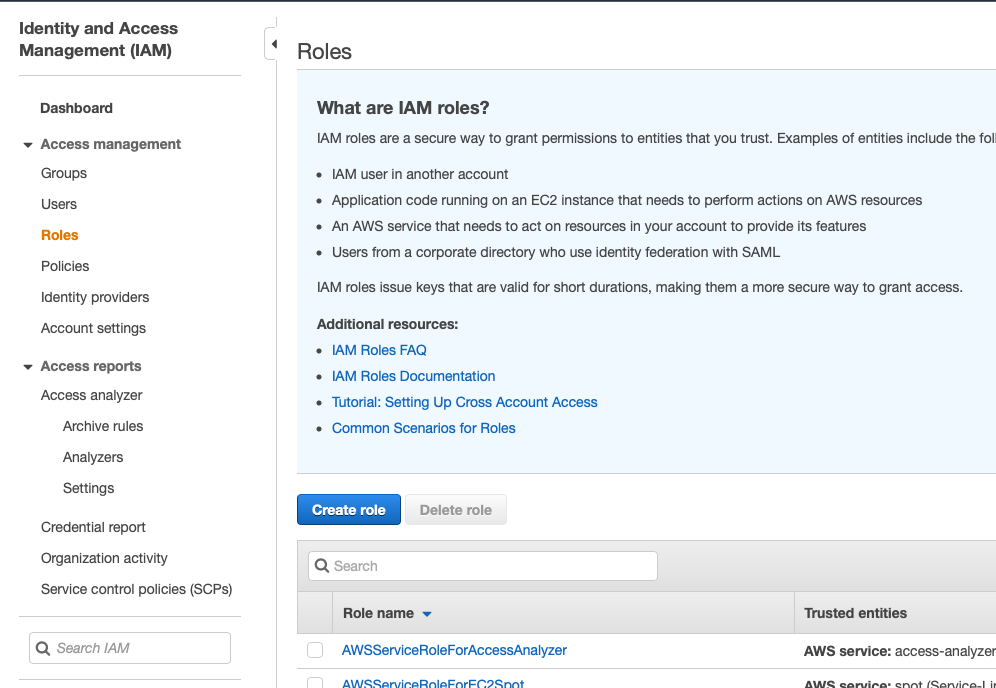 Identity and Access
Management (IAM)
Dashboard
Access management
Groups
Users
Roles
Policies
Identity providers
Account settings
Access reports
Access analyzer
Archive rules
Analyzers
Settings
Credential report
Organization activity
Service control policies (SCPs)
Search IAM
Roles
What are IAM roles?
IAM roles are a secure way to grant permissions to entities that you trust. Examples of entities include the
IAM user in another account
Application code running on an EC2 instance that needs to perform actions on AWS resources
An AWS service that needs to act on resources in your account to provide its features
Users from a corporate directory who use identity federation with SAML
IAM roles issue keys that are valid for short durations, making them a more secure way to grant access.
Additional resources:
IAM Roles FAQ
IAM Roles Documentation
Tutorial: Setting Up Cross Account Access
Common Scenarios for Roles
Create role
Delete role
Search
Role name
Trusted entities
AWSServiceRoleForAccessAnalyzer
AWS service: access-analyzer
AWSServiceRoleForEC2Spot
AWS service: spot